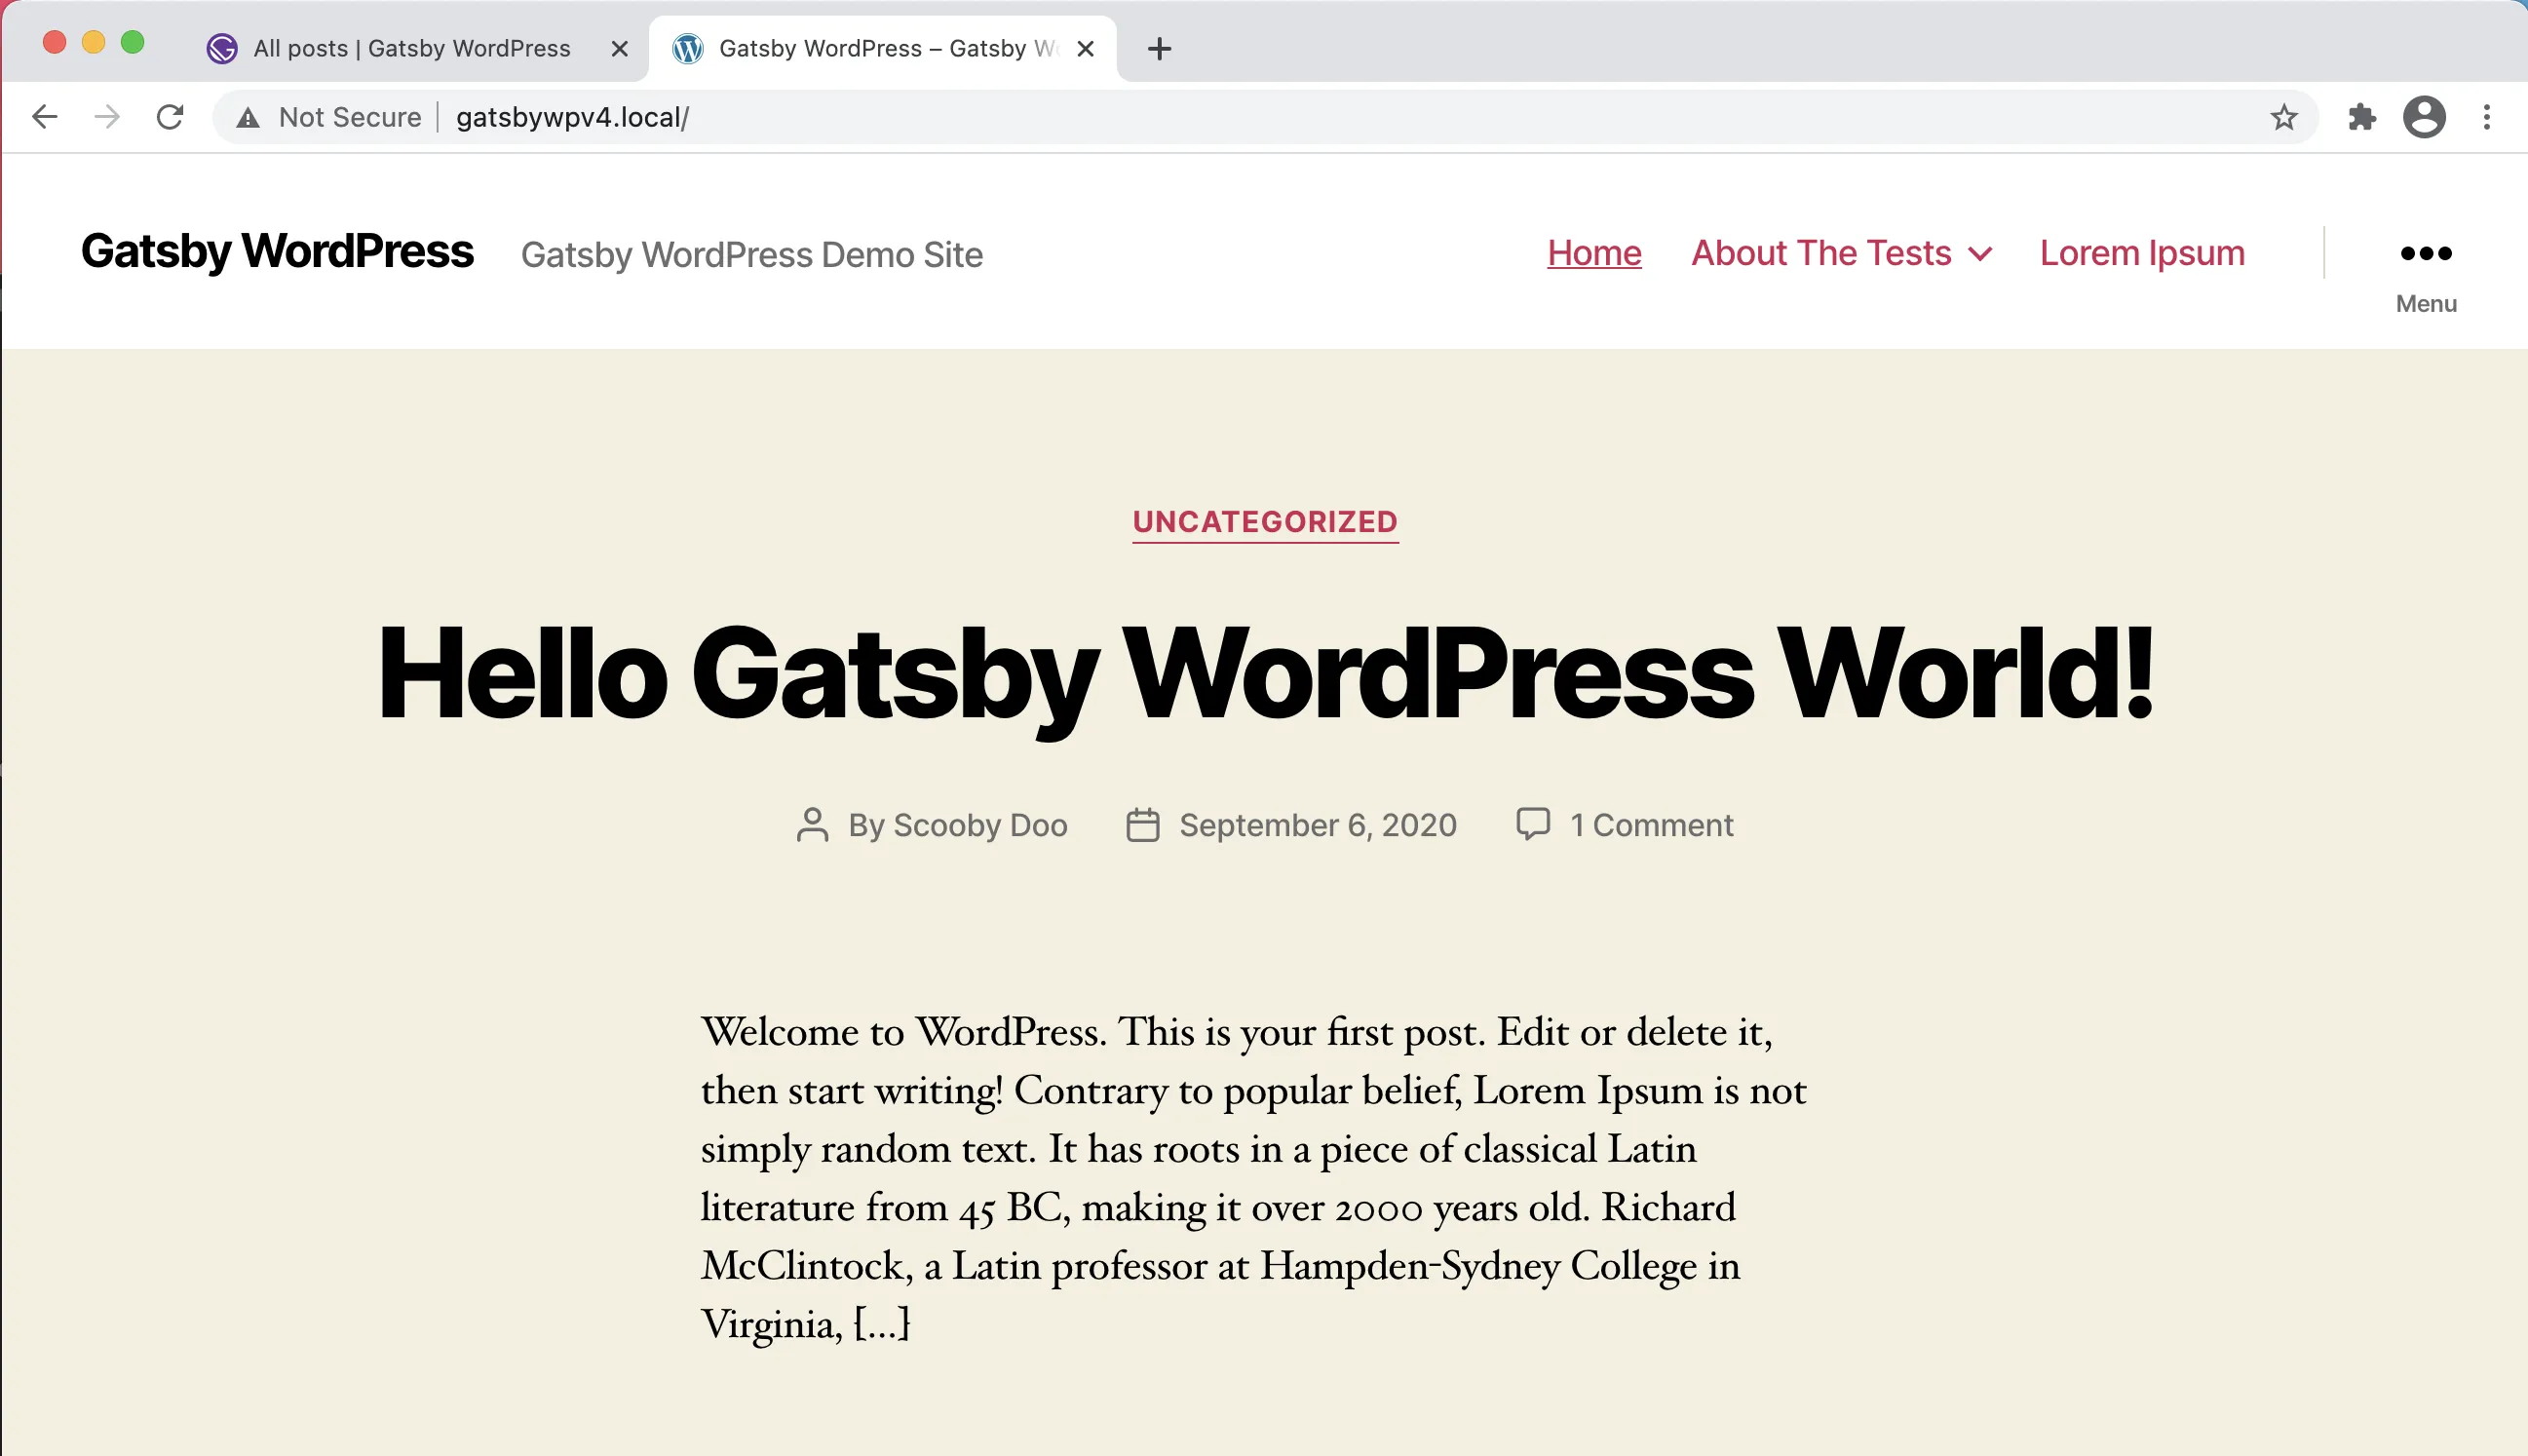 All posts | Gatsby WordPress
Gatsby WordPress – Gatsby
Not Secure
gatsbywpv4.local/
Gatsby WordPress
Gatsby WordPress Demo Site
Home
About The Tests
Lorem Ipsum
Menu
UNCATEGORIZED
Hello Gatsby WordPress World!
By Scooby Doo
September 6, 2020
1 Comment
Welcome to WordPress. This is your first post. Edit or delete it,
then start writing! Contrary to popular belief, Lorem Ipsum is not
simply random text. It has roots in a piece of classical Latin
literature from 45 BC, making it over 2000 years old. Richard
McClintock, a Latin professor at Hampden-Sydney College in
Virginia, […]